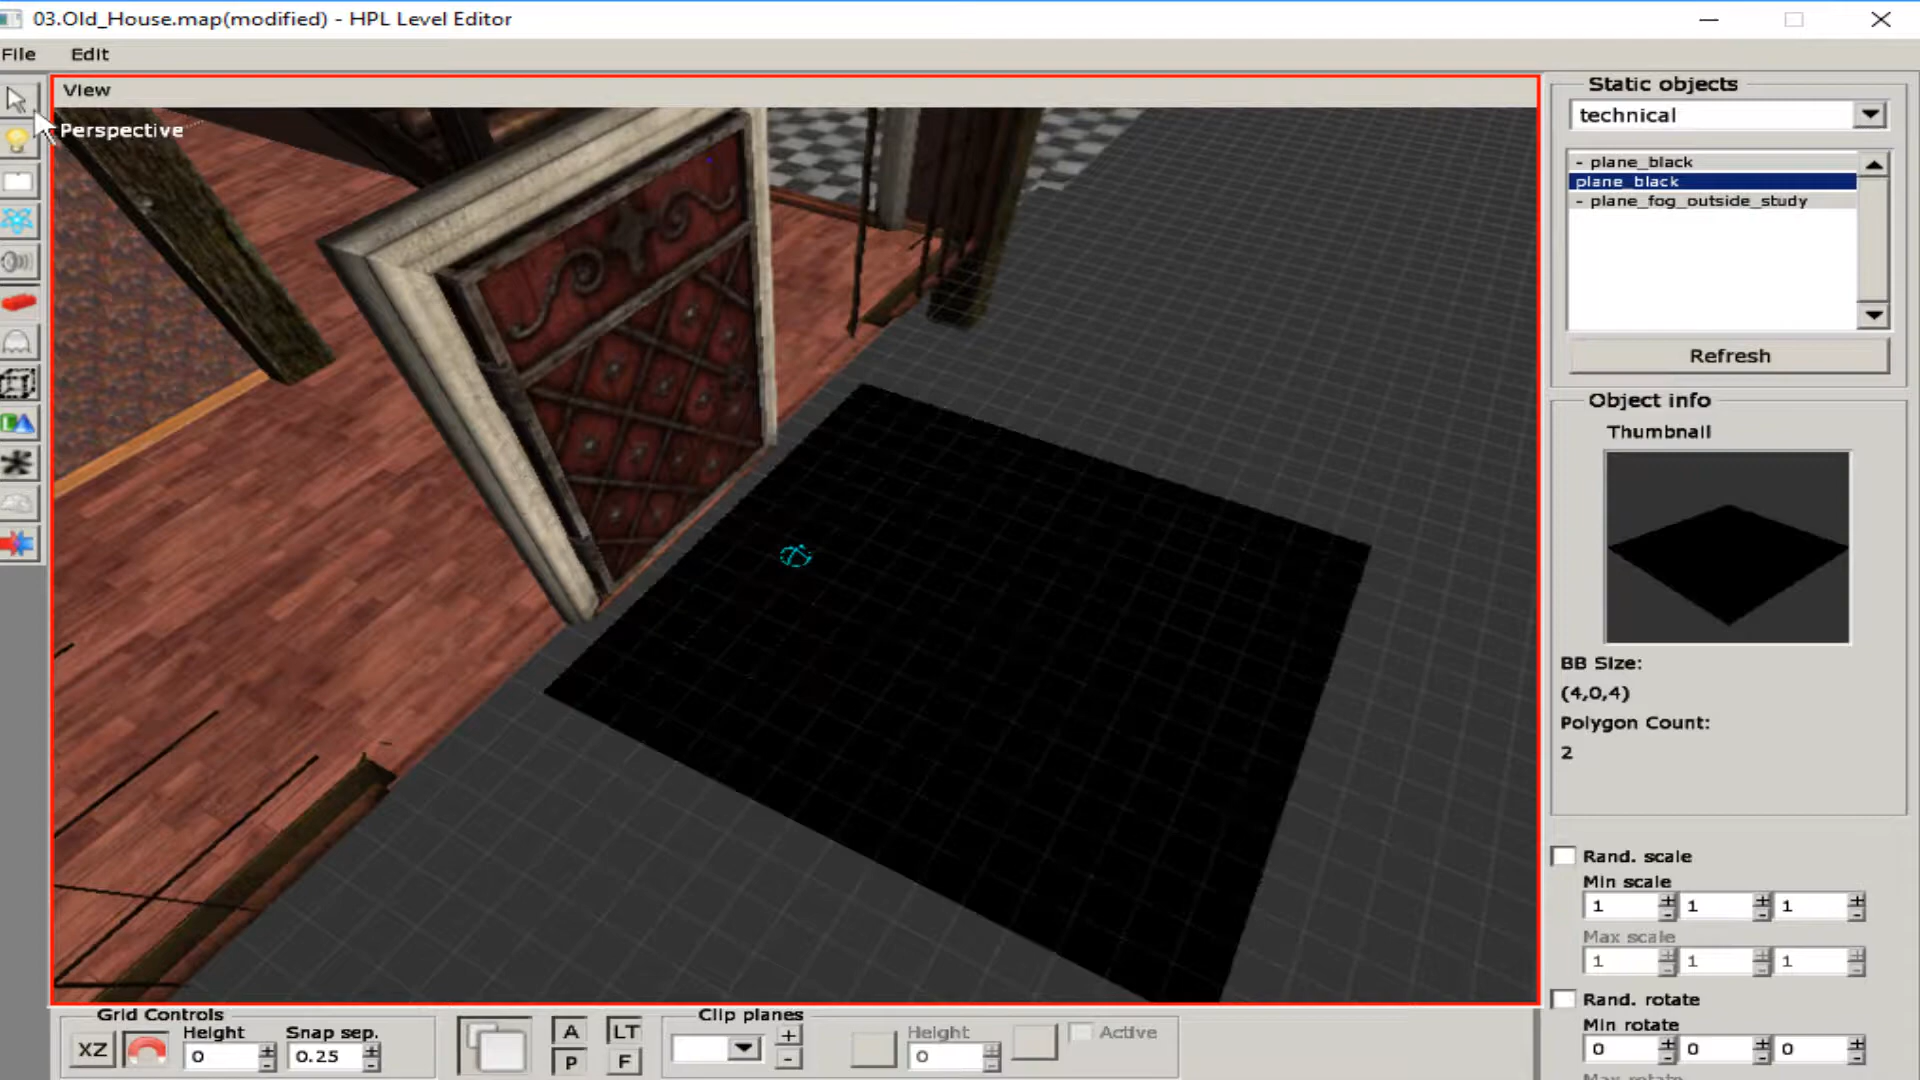 03.Old_House.map(modified) - HPL Level Editor
File Edit
View
Perspective
Static objects
technical
- plane_black
plane_black
- plane_fog_outside_study
Refresh
Object info
Thumbnail
BB Size:
(4,0,4)
Polygon Count:
2
Rand. scale
Min scale
1 1 1
Max scale
1 1 1
Rand. rotate
Min rotate
0 0 0
Max rotate
Grid Controls
Height Snap sep.
XZ 0 0.25
A LT
P F
Clip planes
+
-
Height
0
Active